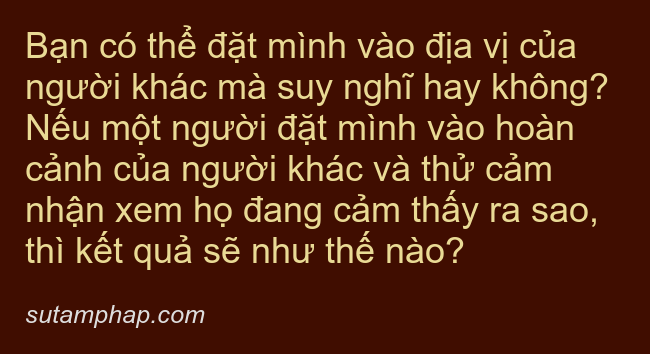 Bạn có thể đặt mình vào địa vị của
người khác mà suy nghĩ hay không?
Nếu một người đặt mình vào hoàn
cảnh của người khác và thử cảm
nhận xem họ đang cảm thấy ra sao,
thì kết quả sẽ như thế nào?
sutamphap.com